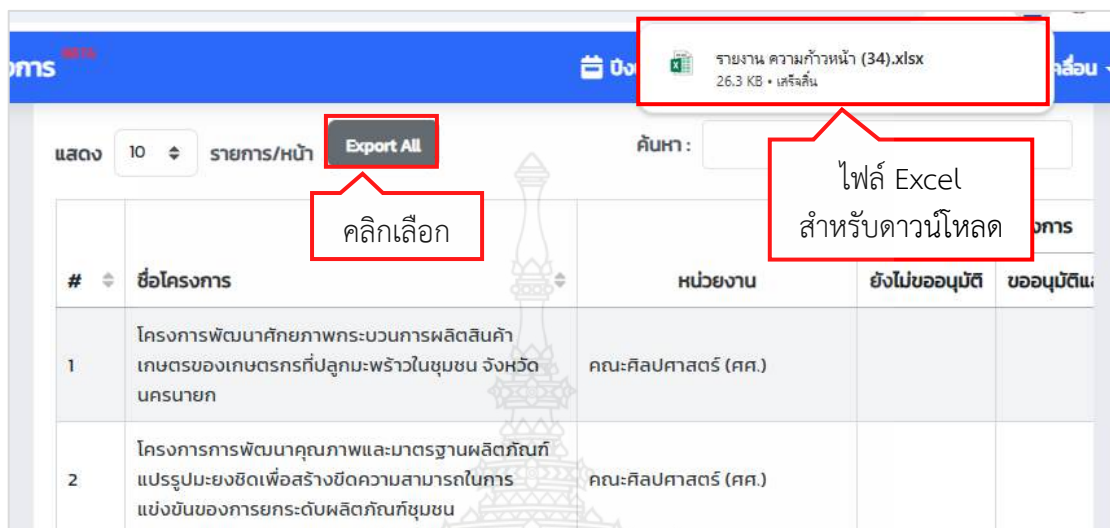 รายงาน ความก้าวหน้า (34).xlsx
26.3 KB • เสร็จสิ้น
แสดง 10 รายการ/หน้า Export All ค้นหา :
ไฟล์ Excel
สำหรับดาวน์โหลด
คลิกเลือก
# ชื่อโครงการ หน่วยงาน ยังไม่ขออนุมัติ
1 โครงการพัฒนาศักยภาพกระบวนการผลิตสินค้า
เกษตรของเกษตรกรที่ปลูกมะพร้าวในชุมชน จังหวัด
นครนายก
คณะศิลปศาสตร์ (ศศ.)
2 โครงการการพัฒนาคุณภาพและมาตรฐานผลิตภัณฑ์
แปรรูปมะยงชิดเพื่อสร้างขีดความสามารถในการ
แข่งขันของการยกระดับผลิตภัณฑ์ชุมชน
คณะศิลปศาสตร์ (ศศ.)